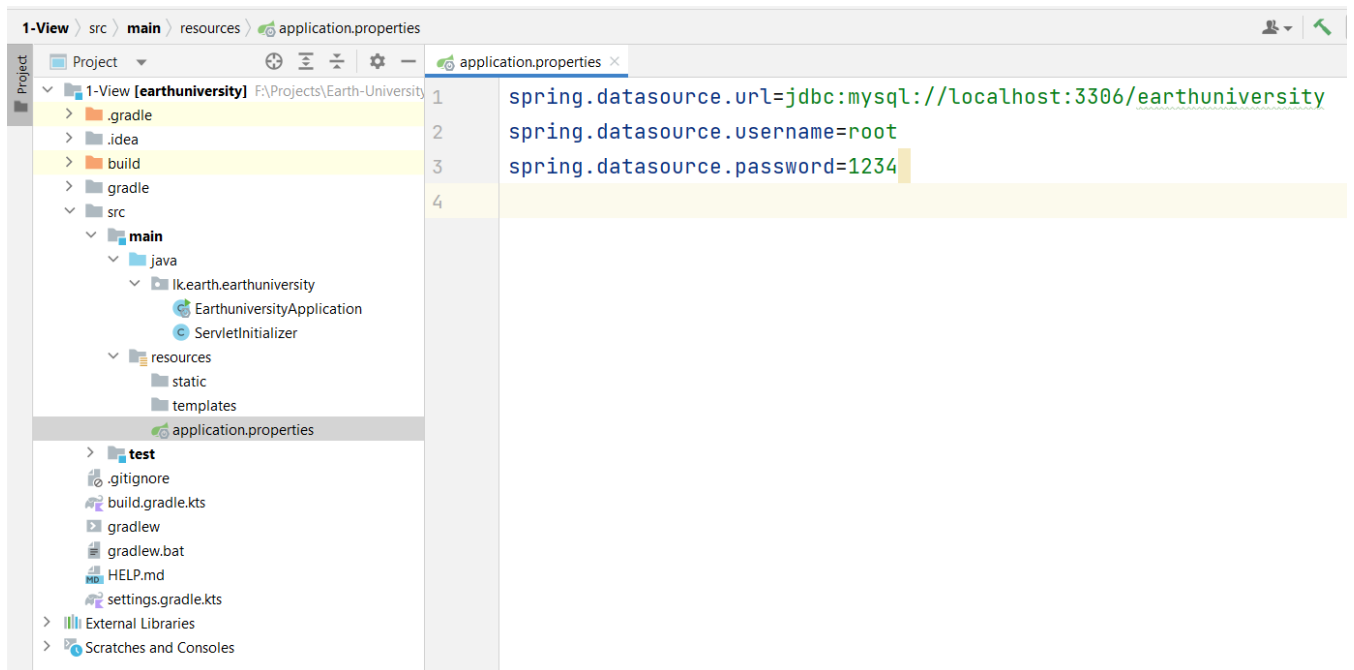 1-View src main resources application.properties
Project
Project
application.properties
1-View [earthuniversity] F:\Projects\Earth-University
.gradle
.idea
build
gradle
src
main
java
lk.earth.earthuniversity
EarthuniversityApplication
ServletInitializer
resources
static
templates
application.properties
test
.gitignore
build.gradle.kts
gradlew
gradlew.bat
HELP.md
settings.gradle.kts
External Libraries
Scratches and Consoles
1 spring.datasource.url=jdbc:mysql://localhost:3306/earthuniversity
2 spring.datasource.username=root
3 spring.datasource.password=1234
4